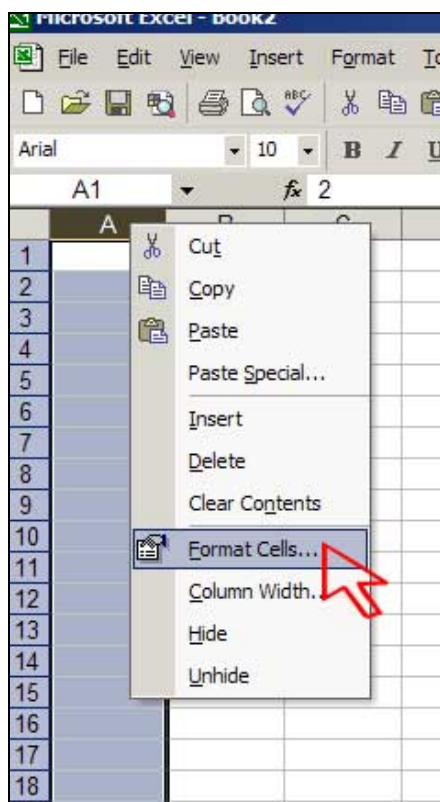 Microsoft Excel - Book2
File Edit View Insert Format To
ABC
Arial 10 B I U
A1 fx 2
A B C
1
2
3
4
5
6
7
8
9
10
11
12
13
14
15
16
17
18
Cut
Copy
Paste
Paste Special...
Insert
Delete
Clear Contents
Format Cells...
Column Width.
Hide
Unhide